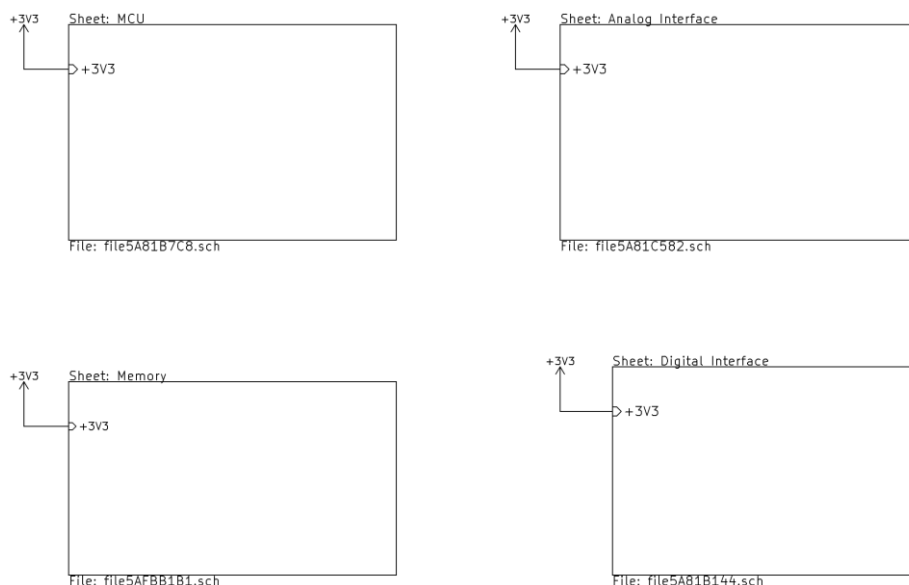 +3V3
Sheet: MCU
+3V3
File: file5A81B7C8.sch
+3V3
Sheet: Analog Interface
+3V3
File: file5A81C582.sch
+3V3
Sheet: Memory
+3V3
File: file5AFBB1B1.sch
+3V3
Sheet: Digital Interface
+3V3
File: file5A81B144.sch